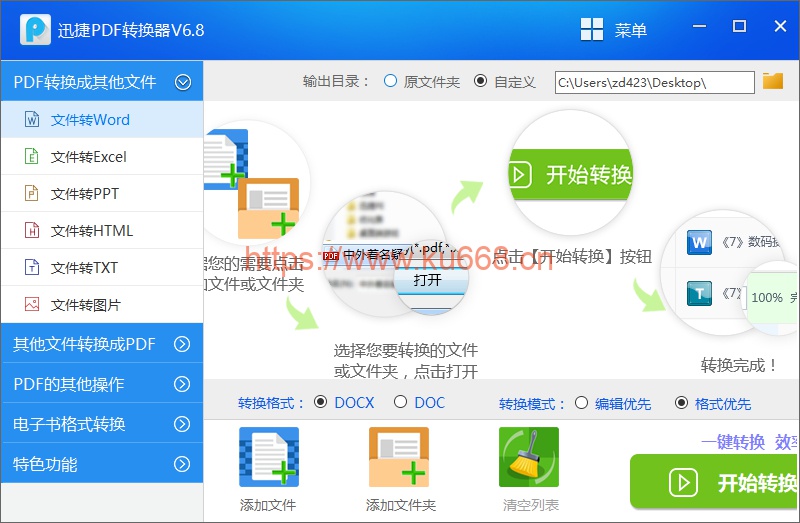 迅捷PDF转换器V6.8
菜单
PDF转换成其他文件
输出目录：
原文件夹
自定义
C:\Users\zd423\Desktop\
文件转Word
文件转Excel
文件转PPT
文件转HTML
文件转TXT
文件转图片
其他文件转换成PDF
PDF的其他操作
电子书格式转换
特色功能
您的需要点击
加文件或文件夹
PDF 中外着名疑
(*.pdf,*.
打开
选择您要转换的文件
或文件夹，点击打开
开始转换
点击【开始转换】按钮
W 《7》数码
T 《7》
100%
转换完成！
https://www.ku668.cn
转换格式：
DOCX
DOC
转换模式：
编辑优先
格式优先
添加文件
添加文件夹
清空列表
一键转换 效率
开始转换